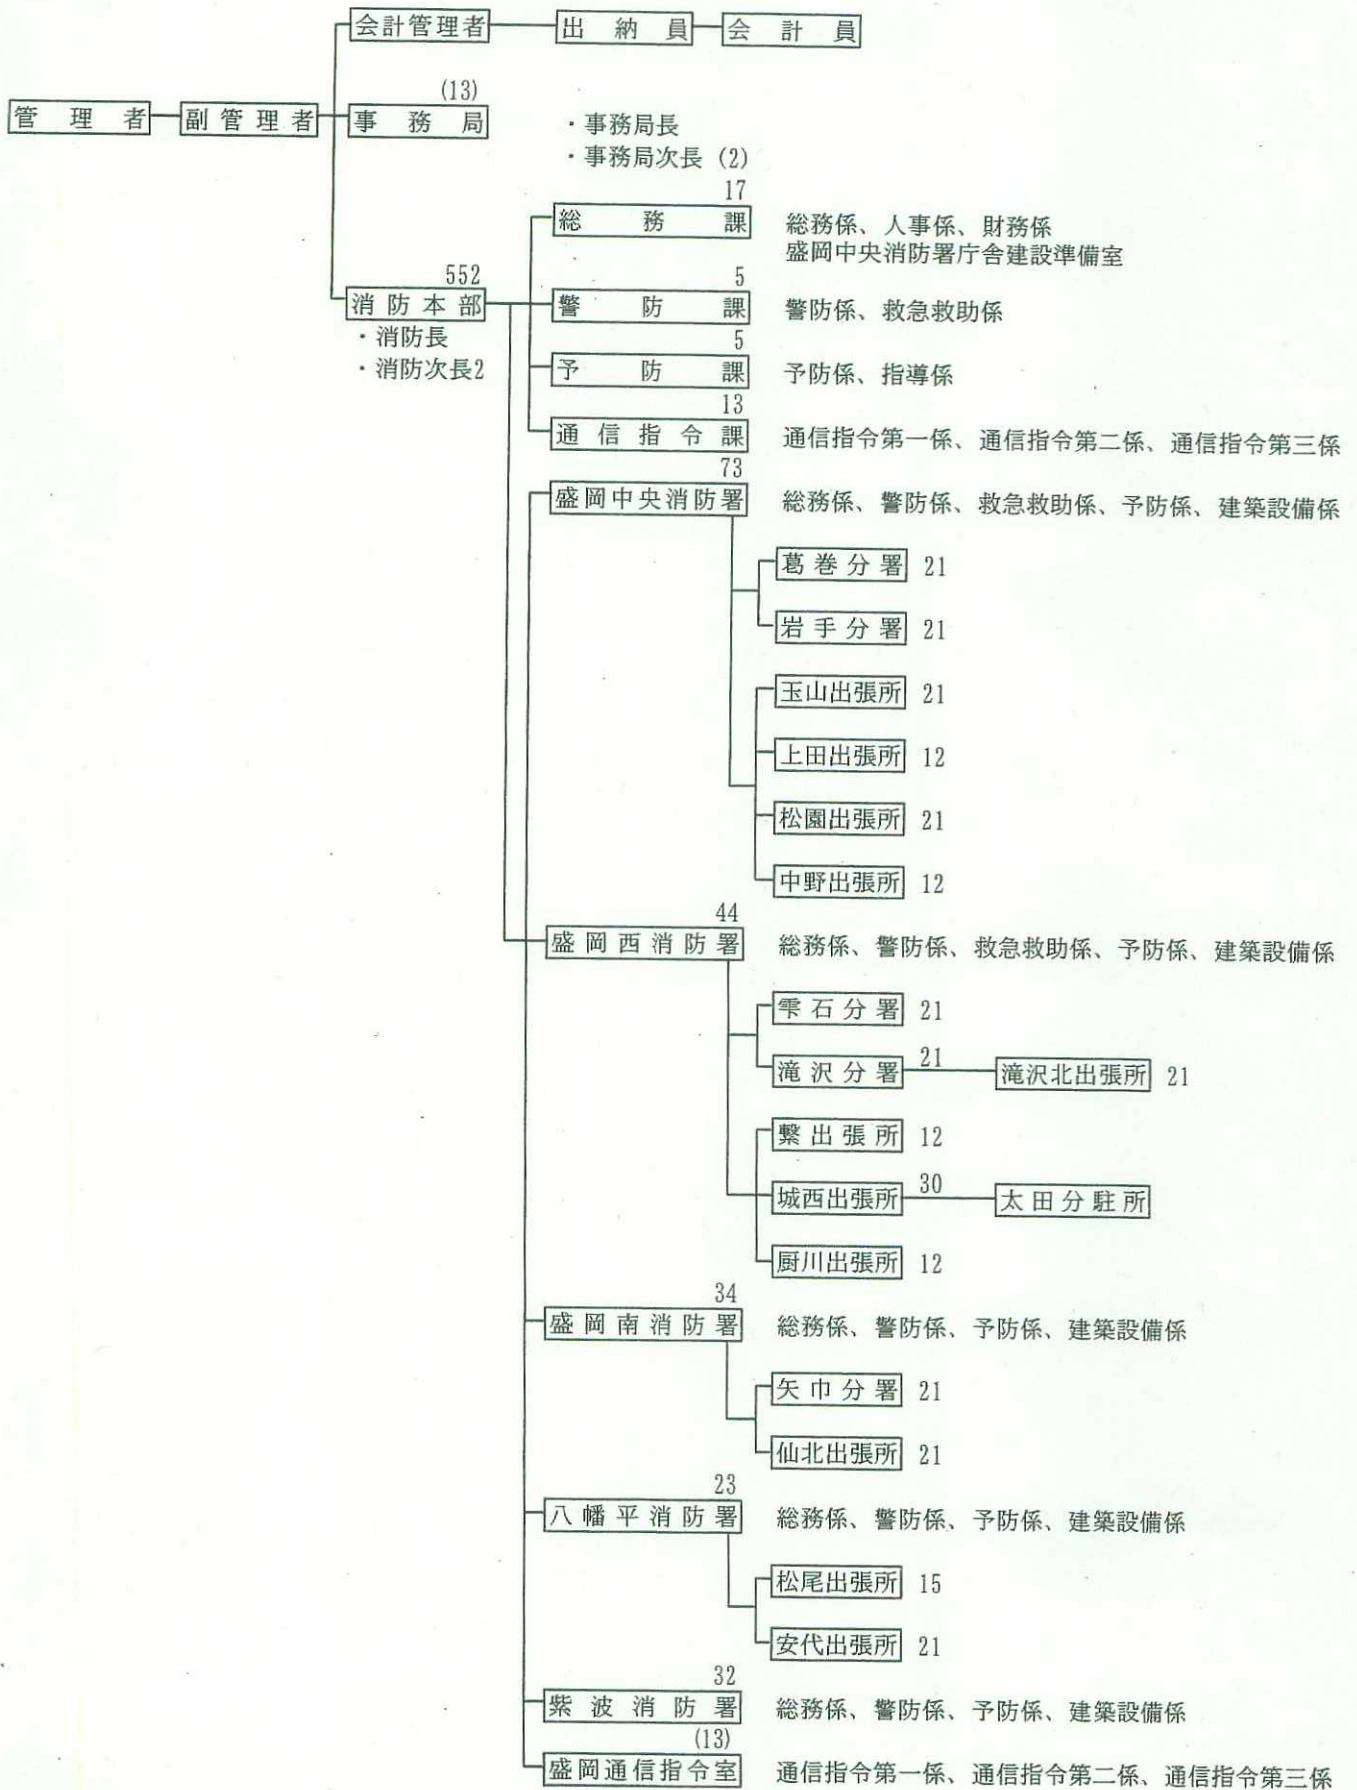 会計管理者 出納員 会計員
(13)
管理者 副管理者 事務局
・事務局長
・事務局次長 (2)
17
総務課 総務係、人事係、財務係
盛岡中央消防署庁舎建設準備室
552
消防本部
・消防長
・消防次長2
5
警防課 警防係、救急救助係
5
予防課 予防係、指導係
13
通信指令課 通信指令第一係、通信指令第二係、通信指令第三係
73
盛岡中央消防署 総務係、警防係、救急救助係、予防係、建築設備係
葛巻分署 21
岩手分署 21
玉山出張所 21
上田出張所 12
松園出張所 21
中野出張所 12
44
盛岡西消防署 総務係、警防係、救急救助係、予防係、建築設備係
雫石分署 21
滝沢分署 21 滝沢北出張所 21
繋出張所 12
城西出張所 30 太田分駐所
厨川出張所 12
34
盛岡南消防署 総務係、警防係、予防係、建築設備係
矢巾分署 21
仙北出張所 21
23
八幡平消防署 総務係、警防係、予防係、建築設備係
松尾出張所 15
安代出張所 21
32
紫波消防署 総務係、警防係、予防係、建築設備係
(13)
盛岡通信指令室 通信指令第一係、通信指令第二係、通信指令第三係